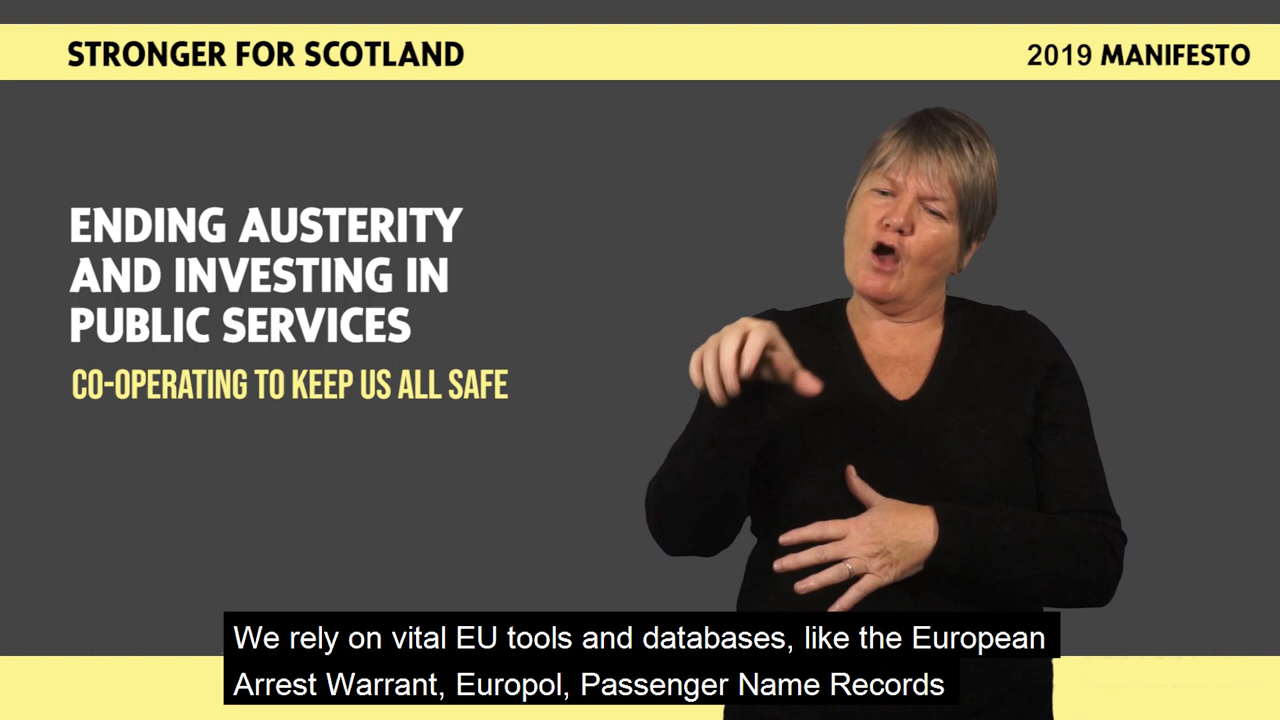 STRONGER FOR SCOTLAND
2019 MANIFESTO
ENDING AUSTERITY
AND INVESTING IN
PUBLIC SERVICES
CO-OPERATING TO KEEP US ALL SAFE
We rely on vital EU tools and databases, like the European
Arrest Warrant, Europol, Passenger Name Records